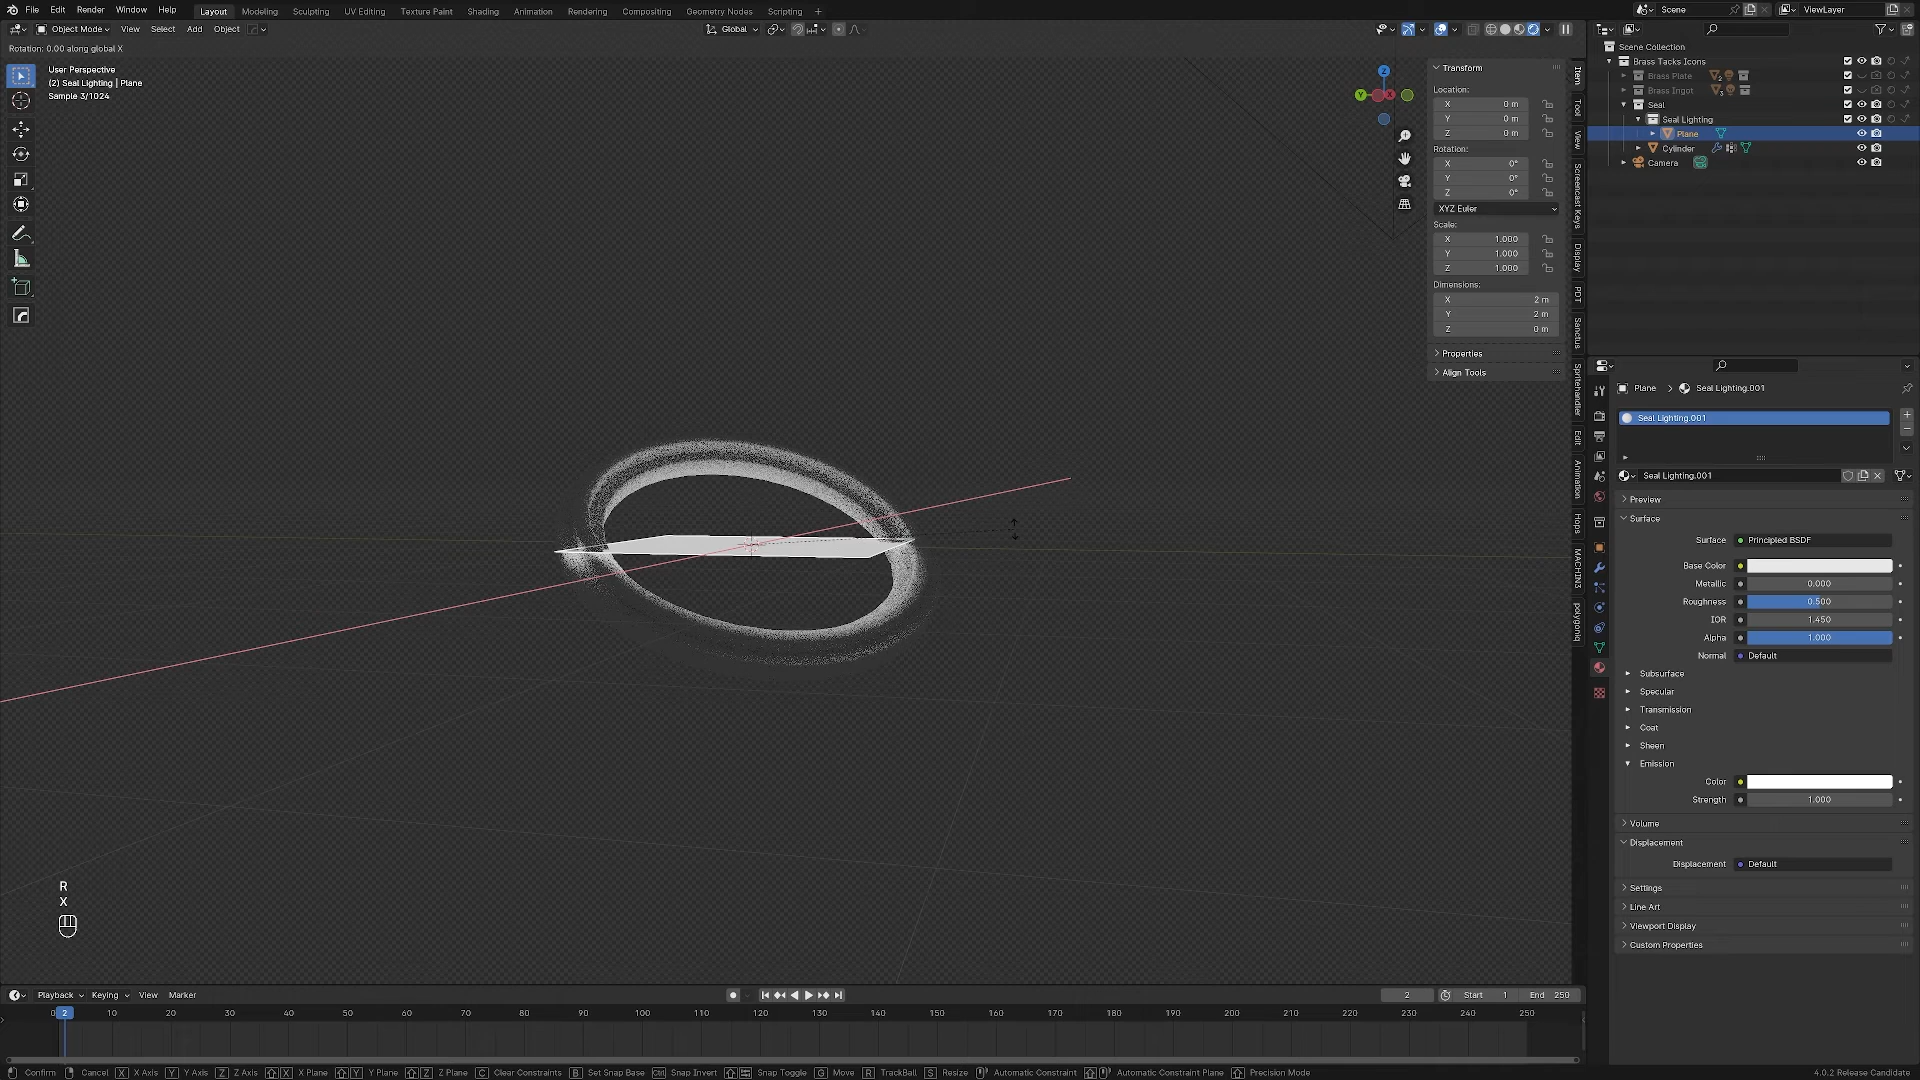 File Edit Render Window Help Layout Modeling Sculpting UV Editing Texture Paint Shading Animation Rendering Compositing Geometry Nodes Scripting + Scene ViewLayer
Object Mode View Select Add Object Global
Rotation: 0.00 along global X
User Perspective
(2) Seal Lighting | Plane
Sample 3/1024
Z
Y
X
Transform
Location:
X 0 m
Y 0 m
Z 0 m
Rotation:
X 0°
Y 0°
Z 0°
XYZ Euler
Scale:
X 1.000
Y 1.000
Z 1.000
Dimensions:
X 2 m
Y 2 m
Z 0 m
Properties
Align Tools
Item
Tool
View
Screencast Keys
Display
PDT
Sanctus
Spritehandler
Edit
Animation
Hops
MACHIN3
polygoniq
Scene Collection
Brass Tacks Icons
Brass Plate 2
Brass Ingot 3
Seal
Seal Lighting
Plane
Cylinder
Camera
Plane > Seal Lighting.001
Seal Lighting.001
Seal Lighting.001
Preview
Surface
Surface Principled BSDF
Base Color
Metallic 0.000
Roughness 0.500
IOR 1.450
Alpha 1.000
Normal Default
Subsurface
Specular
Transmission
Coat
Sheen
Emission
Color
Strength 1.000
Volume
Displacement
Displacement Default
Settings
Line Art
Viewport Display
Custom Properties
R
X
Playback Keying View Marker 2 Start 1 End 250
0 2 10 20 30 40 50 60 70 80 90 100 110 120 130 140 150 160 170 180 190 200 210 220 230 240 250
Confirm Cancel X X Axis Y Y Axis Z Z Axis X X Plane Y Y Plane Z Z Plane C Clear Constraints B Set Snap Base Ctrl Snap Invert Snap Toggle G Move R TrackBall S Resize Automatic Constraint Automatic Constraint Plane Precision Mode 4.0.2 Release Candidate